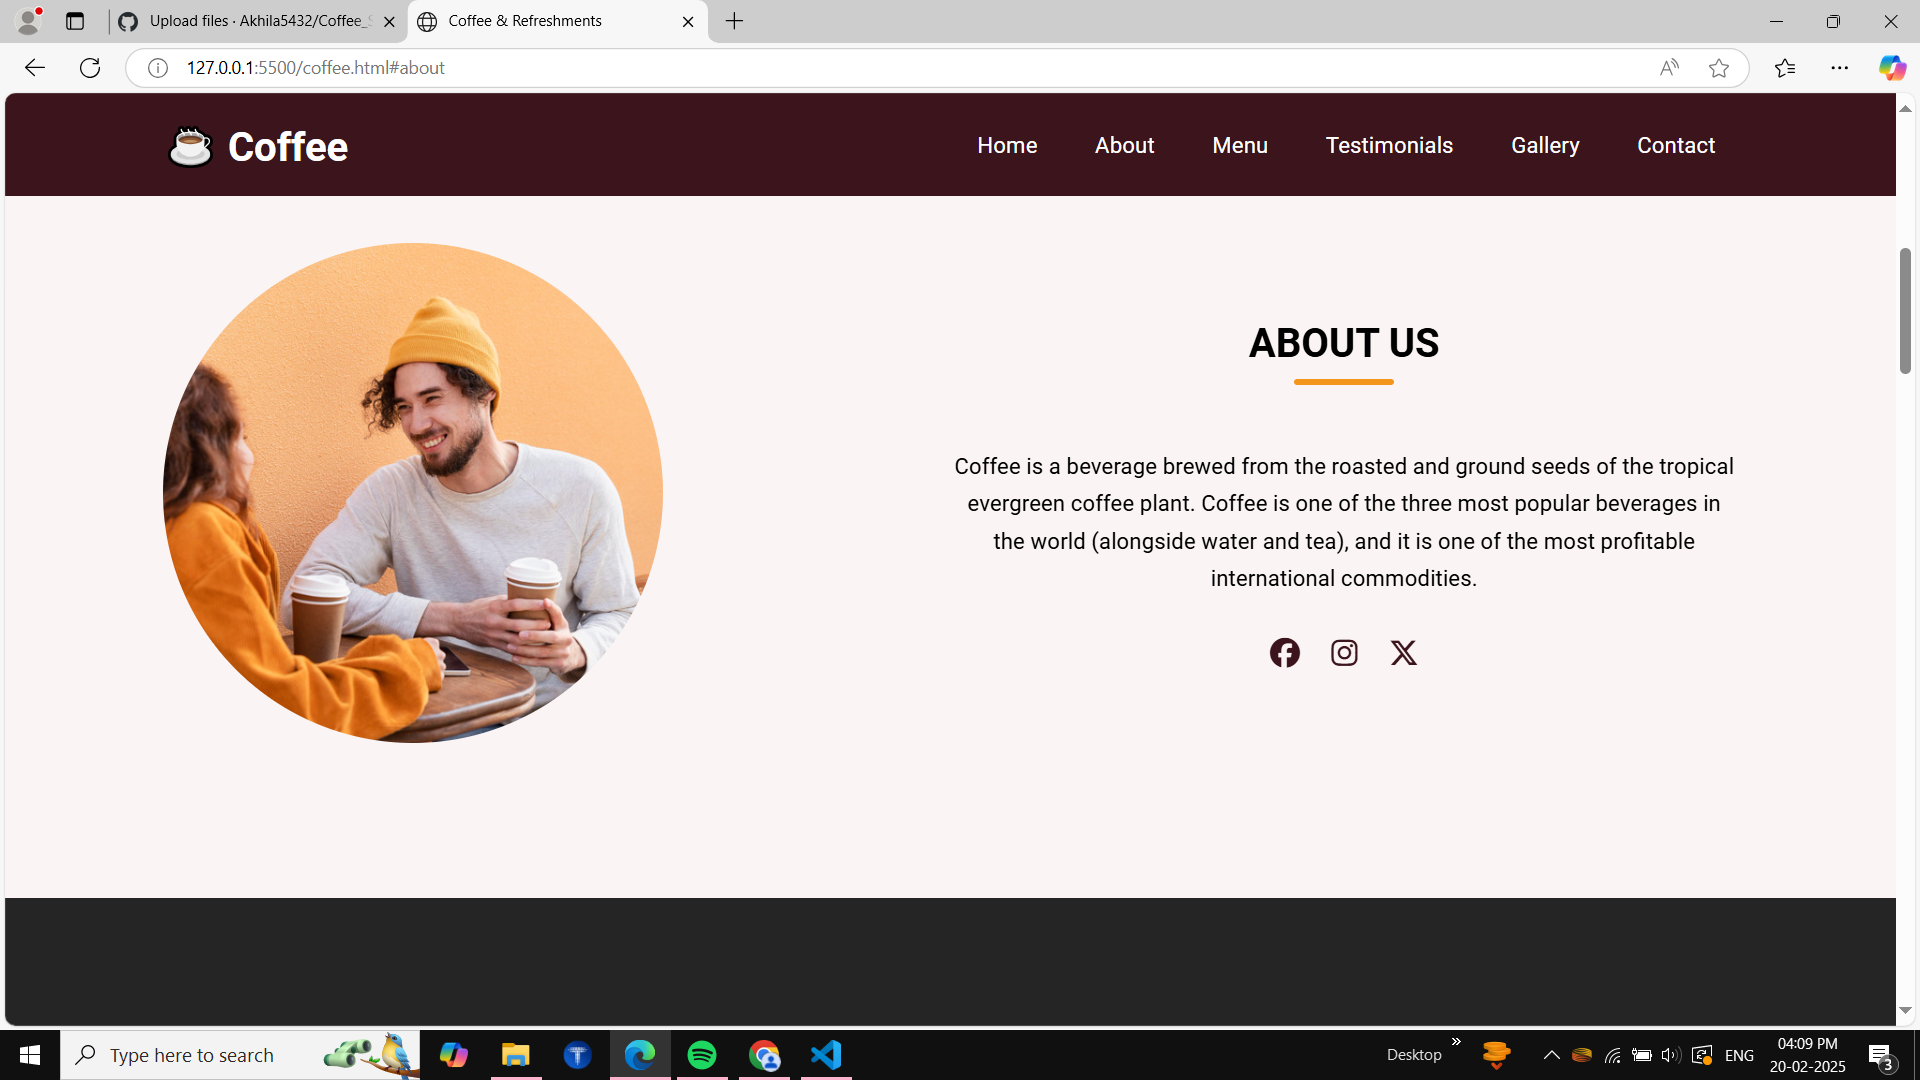 Upload files · Akhila5432/Coffee_S
Coffee & Refreshments
127.0.0.1:5500/coffee.html#about
Coffee
Home
About
Menu
Testimonials
Gallery
Contact
ABOUT US
Coffee is a beverage brewed from the roasted and ground seeds of the tropical
evergreen coffee plant. Coffee is one of the three most popular beverages in
the world (alongside water and tea), and it is one of the most profitable
international commodities.
Type here to search
Desktop
ENG
04:09 PM
20-02-2025
3